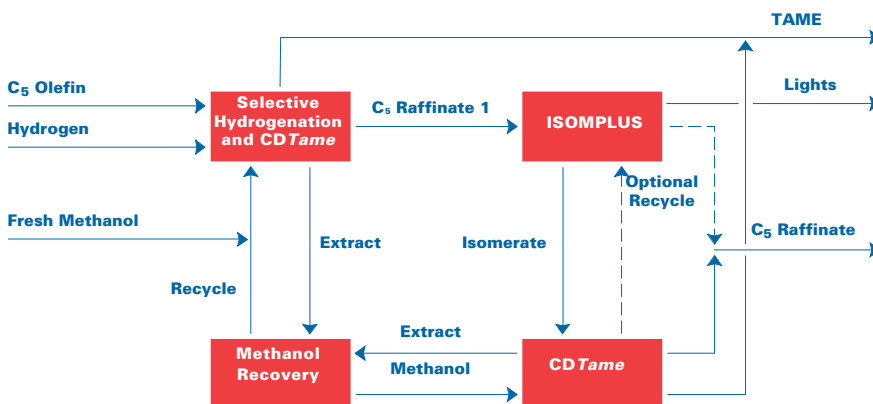 TAME
C₅ Olefin
Selective
Hydrogenation
and CDTame
C₅ Raffinate 1
ISOMPLUS
Lights
Hydrogen
Optional
Recycle
Fresh Methanol
Extract
Isomerate
C₅ Raffinate
Recycle
Methanol
Recovery
Extract
Methanol
CDTame